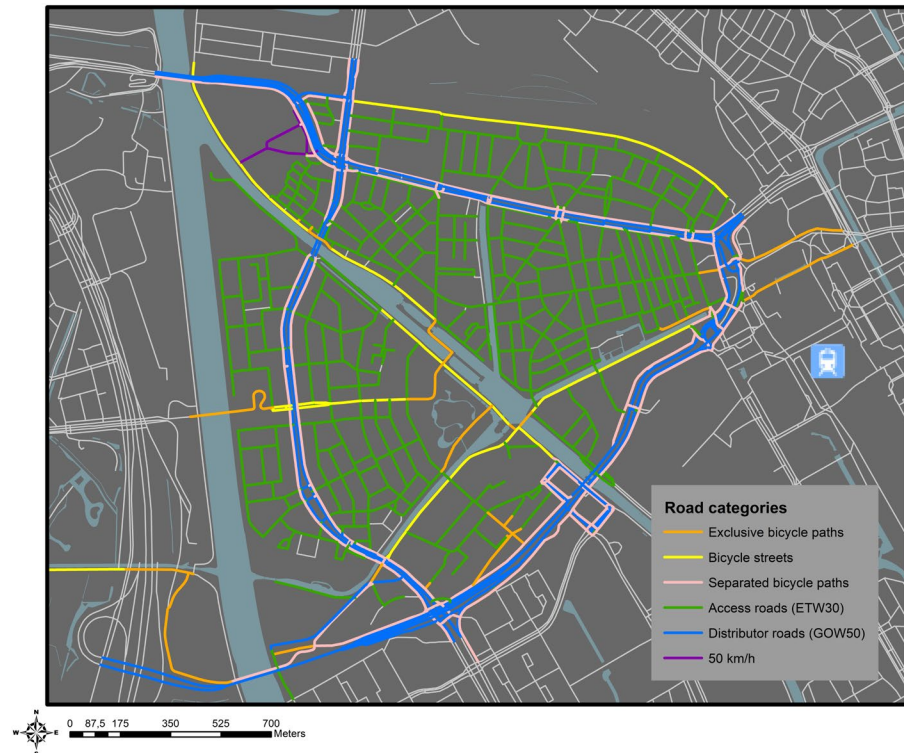 Road categories
Exclusive bicycle paths
Bicycle streets
Separated bicycle paths
Access roads (ETW30)
Distributor roads (GOW50)
50 km/h
N
W E
S
0 87,5 175 350 525 700
Meters